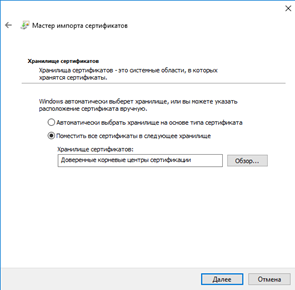 Мастер импорта сертификатов
Хранилище сертификатов
Хранилища сертификатов - это системные области, в которых
хранятся сертификаты.
Windows автоматически выберет хранилище, или вы можете указать
расположение сертификата вручную.
Автоматически выбрать хранилище на основе типа сертификата
Поместить все сертификаты в следующее хранилище
Хранилище сертификатов:
Доверенные корневые центры сертификации
Обзор...
Далее
Отмена